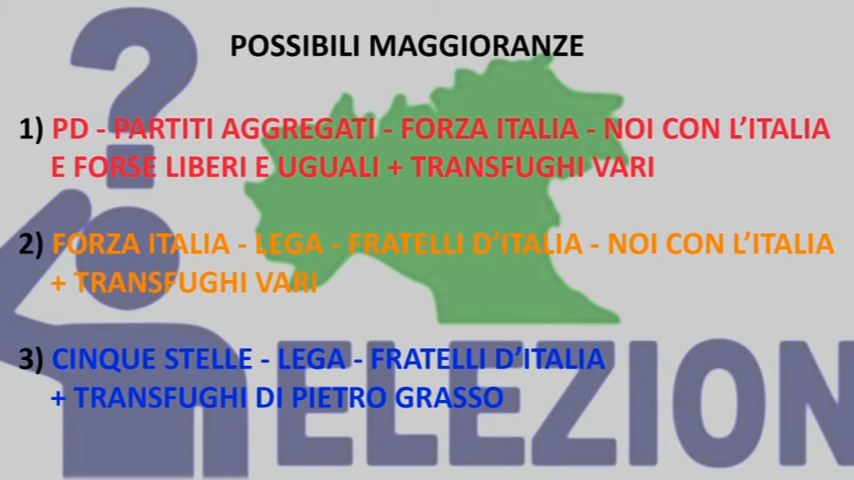 ?
POSSIBILI MAGGIORANZE
1) PD - PARTITI AGGREGATI - FORZA ITALIA - NOI CON L'ITALIA
E FORSE LIBERI E UGUALI + TRANSFUGHI VARI
2) FORZA ITALIA - LEGA - FRATELLI D'ITALIA - NOI CON L'ITALIA
+ TRANSFUGHI VARI
3) CINQUE STELLE - LEGA - FRATELLI D'ITALIA
+ TRANSFUGHI DI PIETRO GRASSO
ELEZION